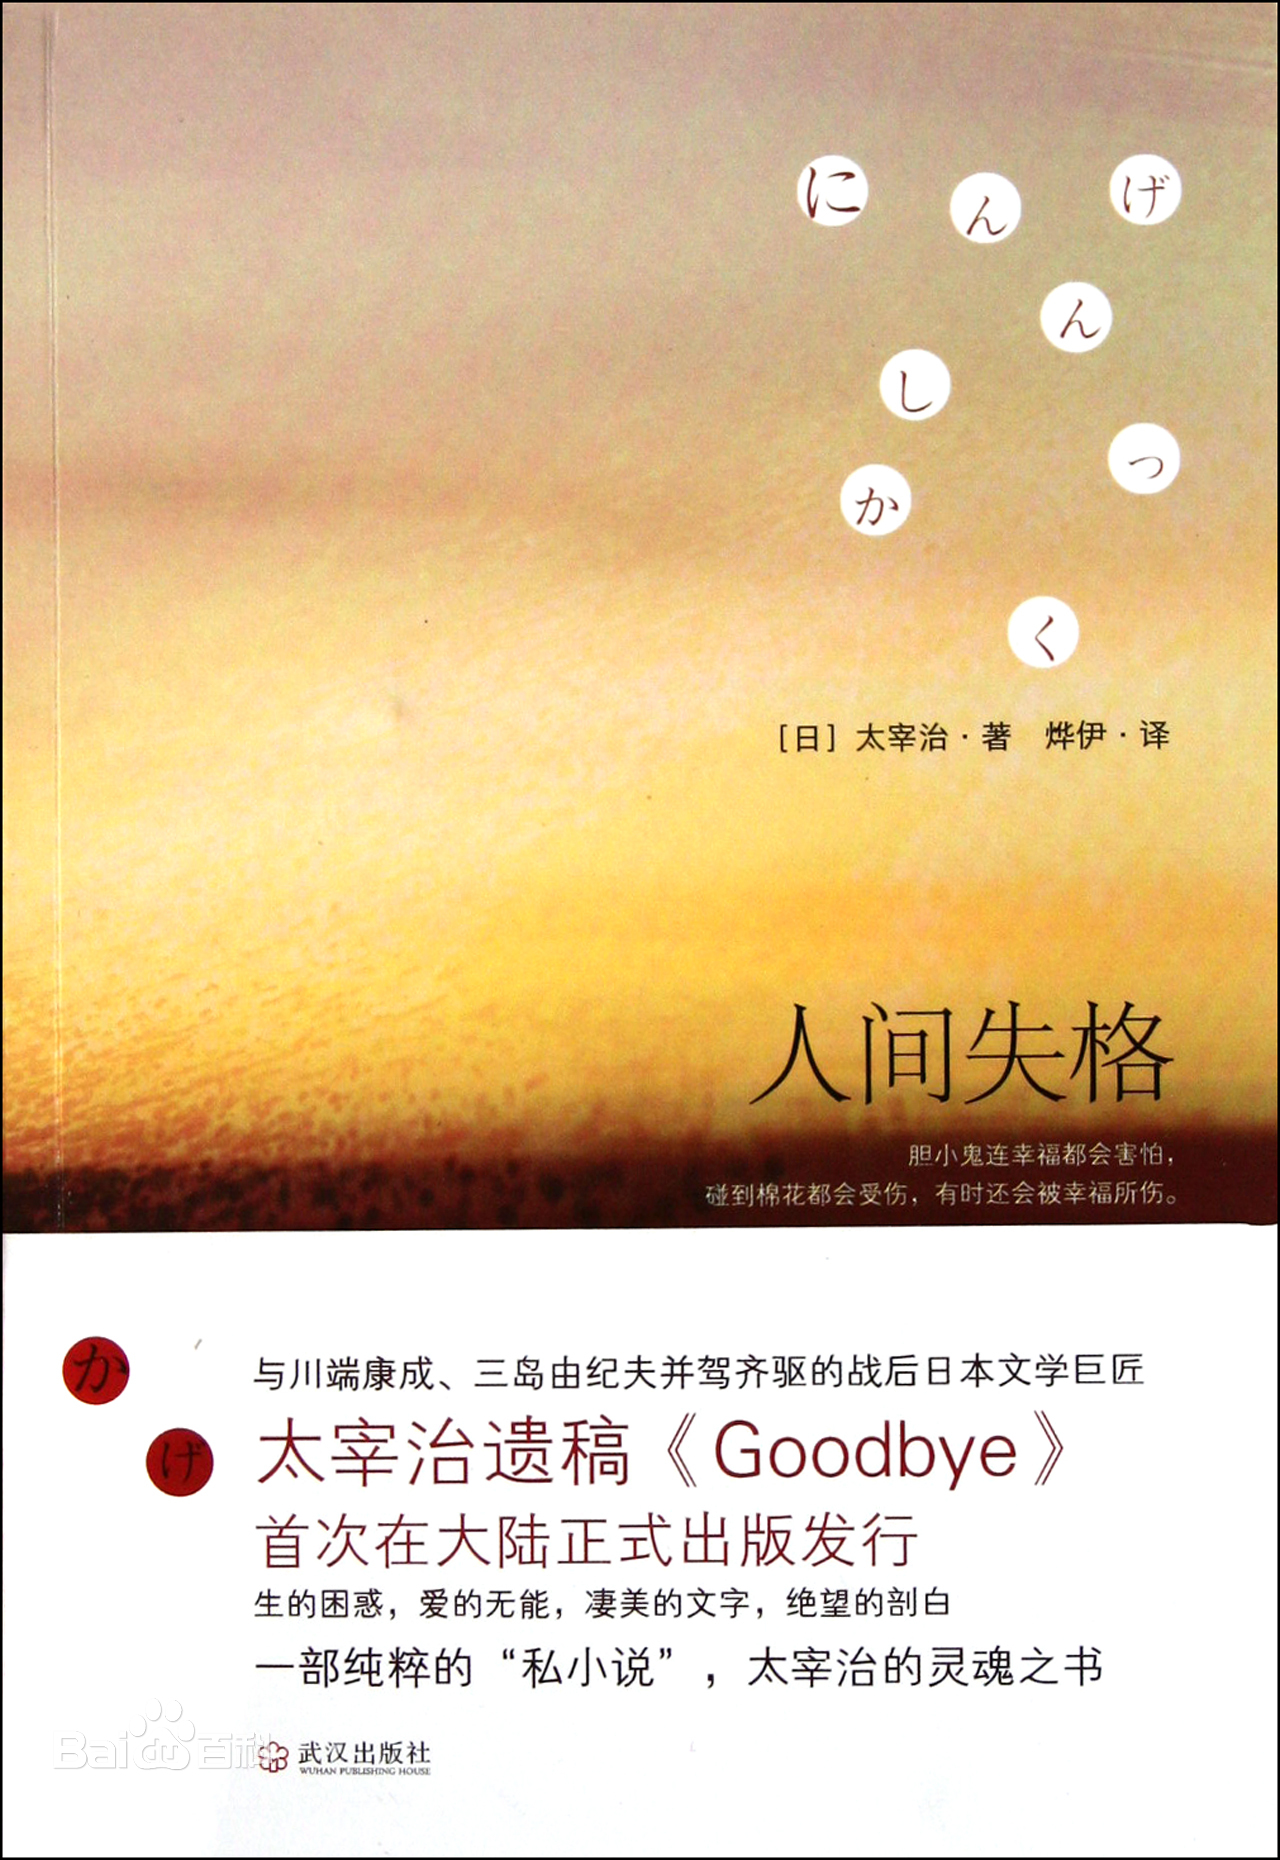 に ん げ
ん
し
っ
か
く
[日] 太宰治·著 烨伊·译
人间失格
胆小鬼连幸福都会害怕，
碰到棉花都会受伤，有时还会被幸福所伤。
か
げ
与川端康成、三岛由纪夫并驾齐驱的战后日本文学巨匠
太宰治遗稿《Goodbye》
首次在大陆正式出版发行
生的困惑，爱的无能，凄美的文字，绝望的剖白
一部纯粹的“私小说”，太宰治的灵魂之书
Bai 百科
武汉出版社
WUHAN PUBLISHING HOUSE